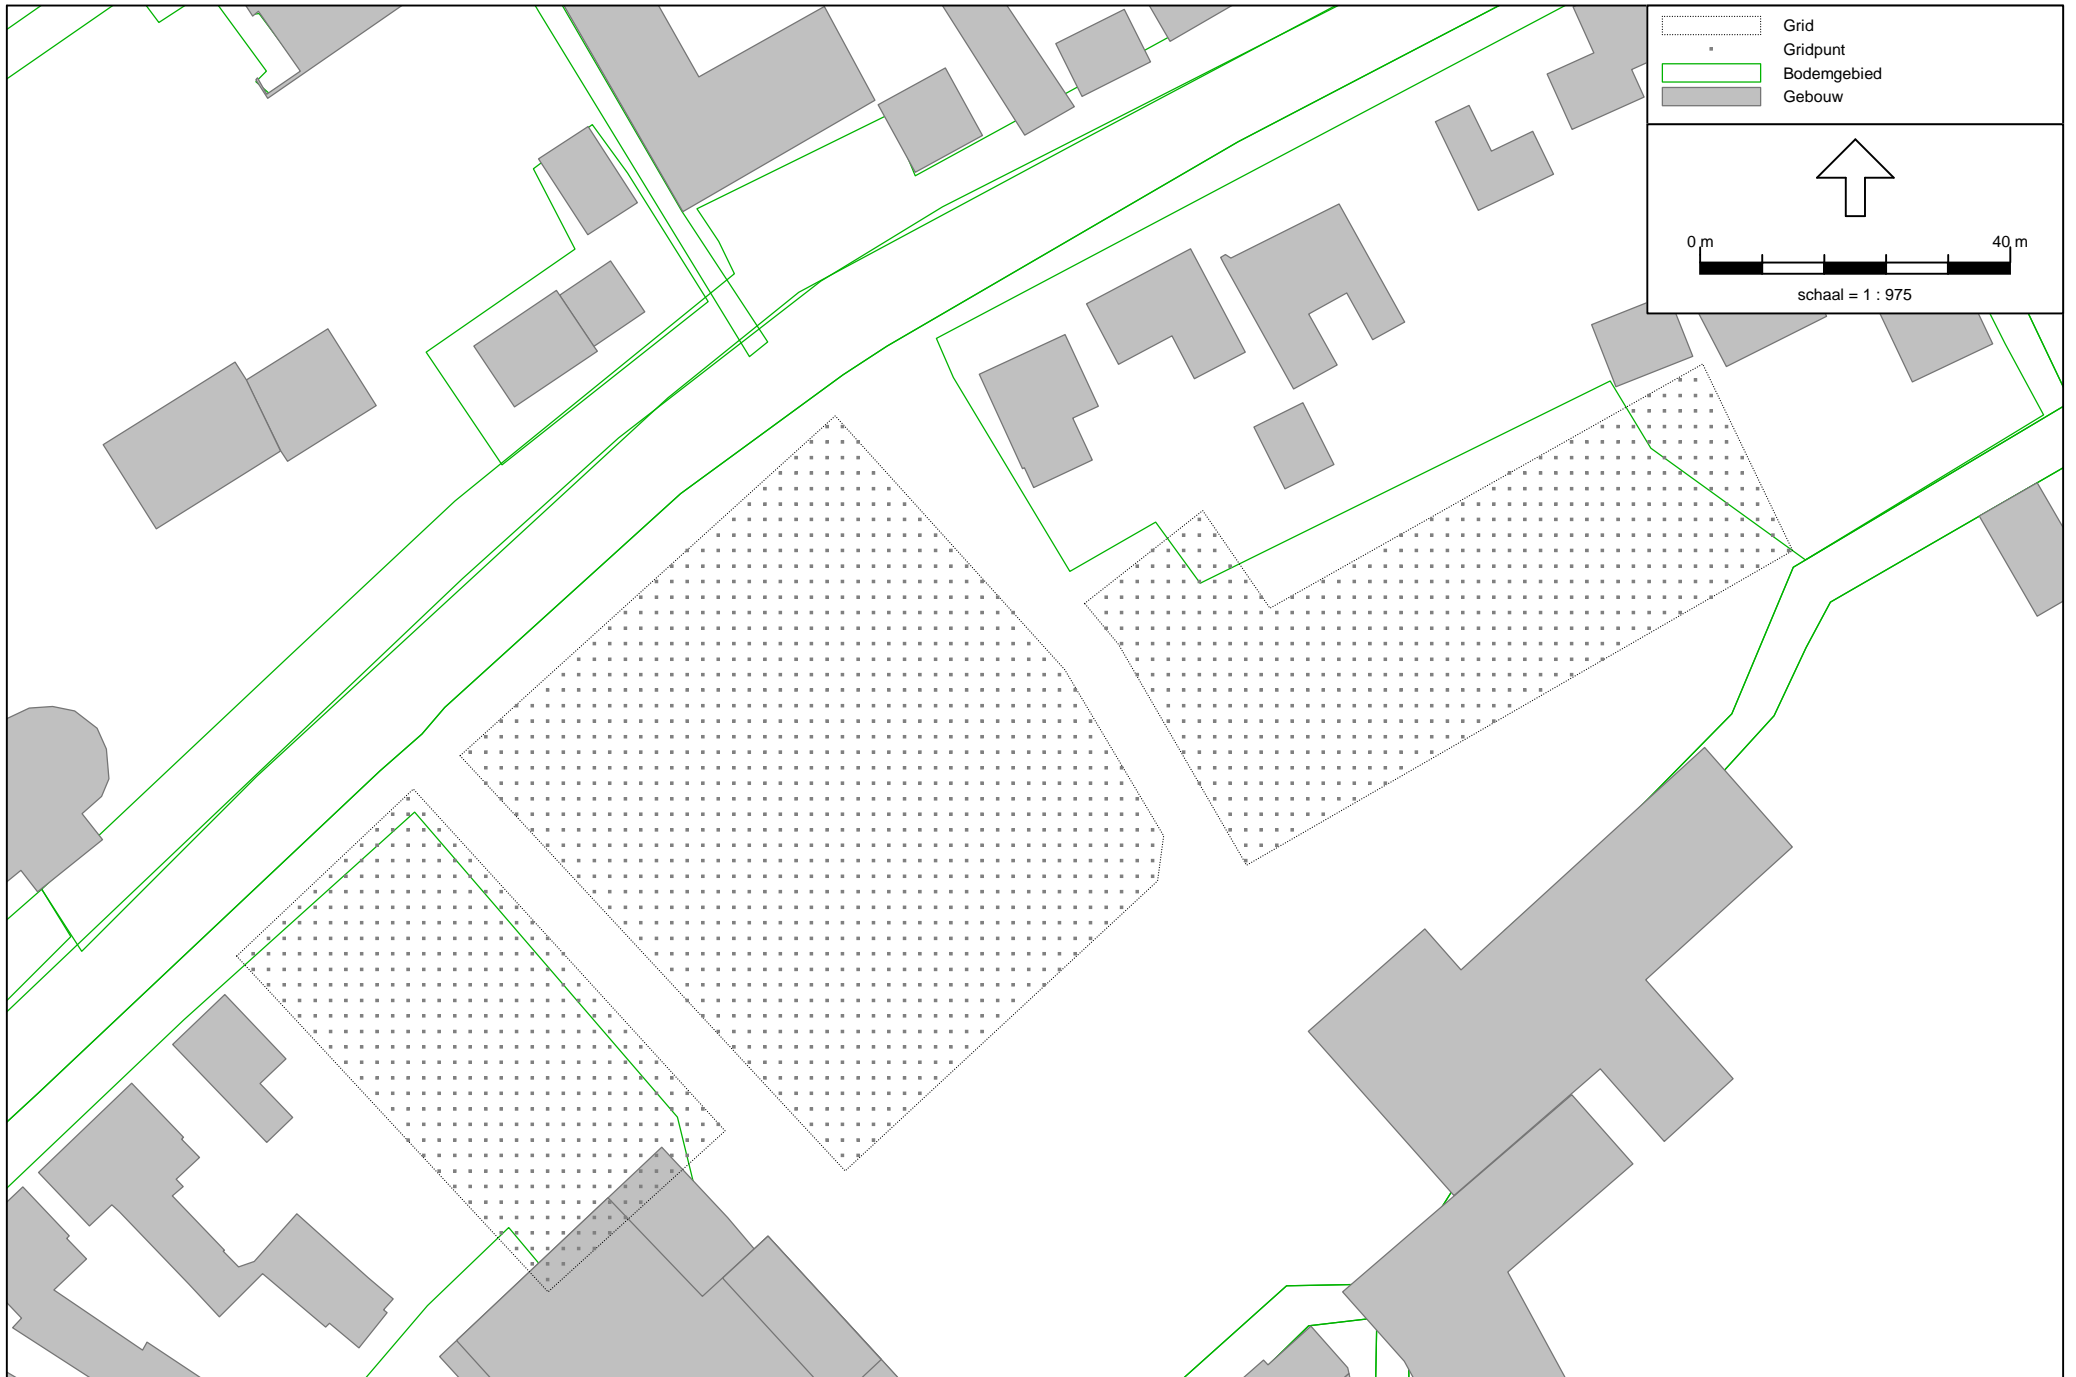 Grid
Gridpunt
Bodemgebied
Gebouw
0 m 40 m
schaal = 1 : 975